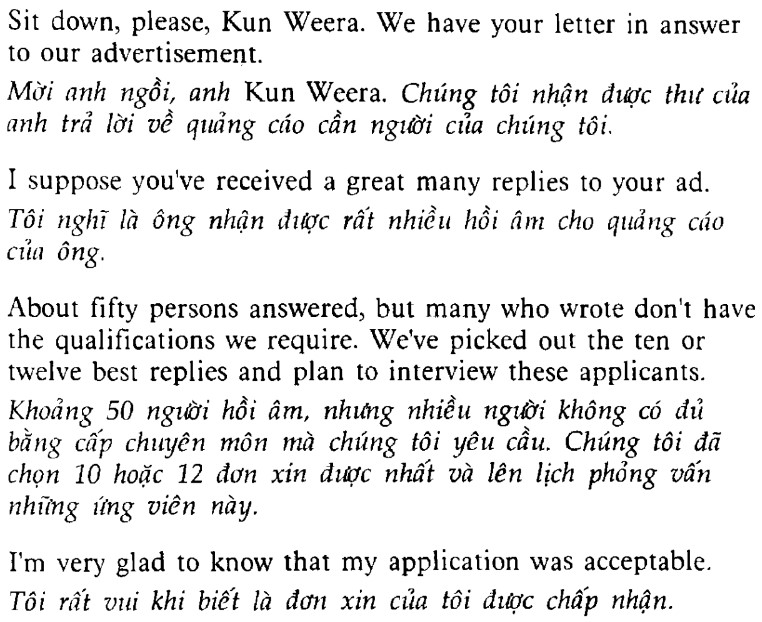 Sit down, please, Kun Weera. We have your letter in answer
to our advertisement.
Mời anh ngồi, anh Kun Weera. Chúng tôi nhận được thư của
anh trả lời về quảng cáo cần người của chúng tôi.
I suppose you've received a great many replies to your ad.
Tôi nghĩ là ông nhận được rất nhiều hồi âm cho quảng cáo
của ông.
About fifty persons answered, but many who wrote don't have
the qualifications we require. We've picked out the ten or
twelve best replies and plan to interview these applicants.
Khoảng 50 người hồi âm, nhưng nhiều người không có đủ
bằng cấp chuyên môn mà chúng tôi yêu cầu. Chúng tôi đã
chọn 10 hoặc 12 đơn xin được nhất và lên lịch phỏng vấn
những ứng viên này.
I'm very glad to know that my application was acceptable.
Tôi rất vui khi biết là đơn xin của tôi được chấp nhận.